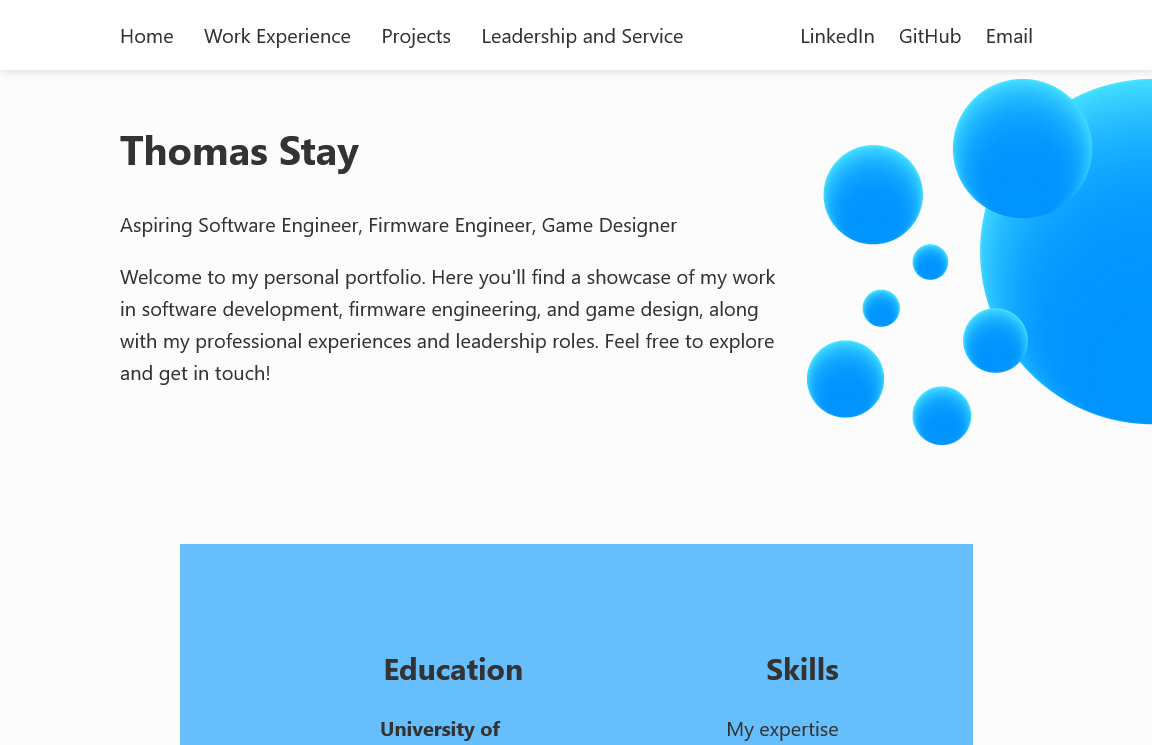 Home Work Experience Projects Leadership and Service LinkedIn GitHub Email
Thomas Stay
Aspiring Software Engineer, Firmware Engineer, Game Designer
Welcome to my personal portfolio. Here you'll find a showcase of my work
in software development, firmware engineering, and game design, along
with my professional experiences and leadership roles. Feel free to explore
and get in touch!
Education
University of
Skills
My expertise